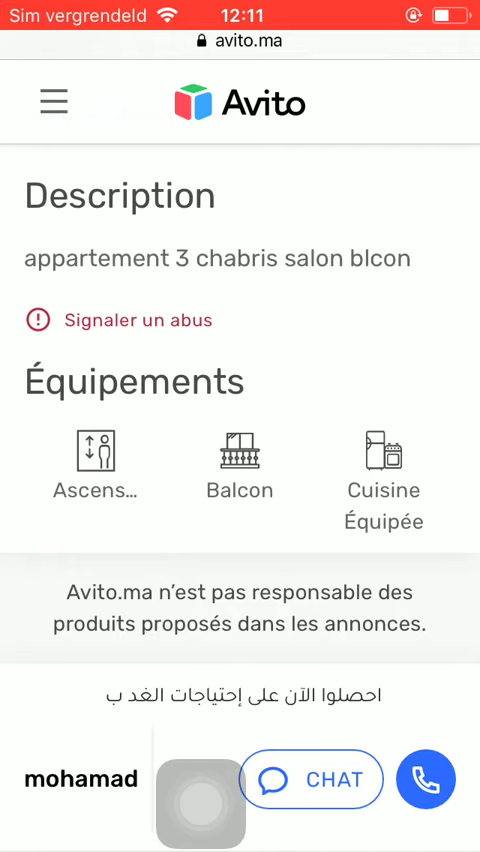 Sim vergrendeld 12:11
avito.ma
Avito
Description
appartement 3 chabris salon blcon
Signaler un abus
Équipements
Ascens... Balcon Cuisine
Équipée
Avito.ma n’est pas responsable des
produits proposés dans les annonces.
احصلوا الآن على إحتياجات الغد ب
mohamad CHAT